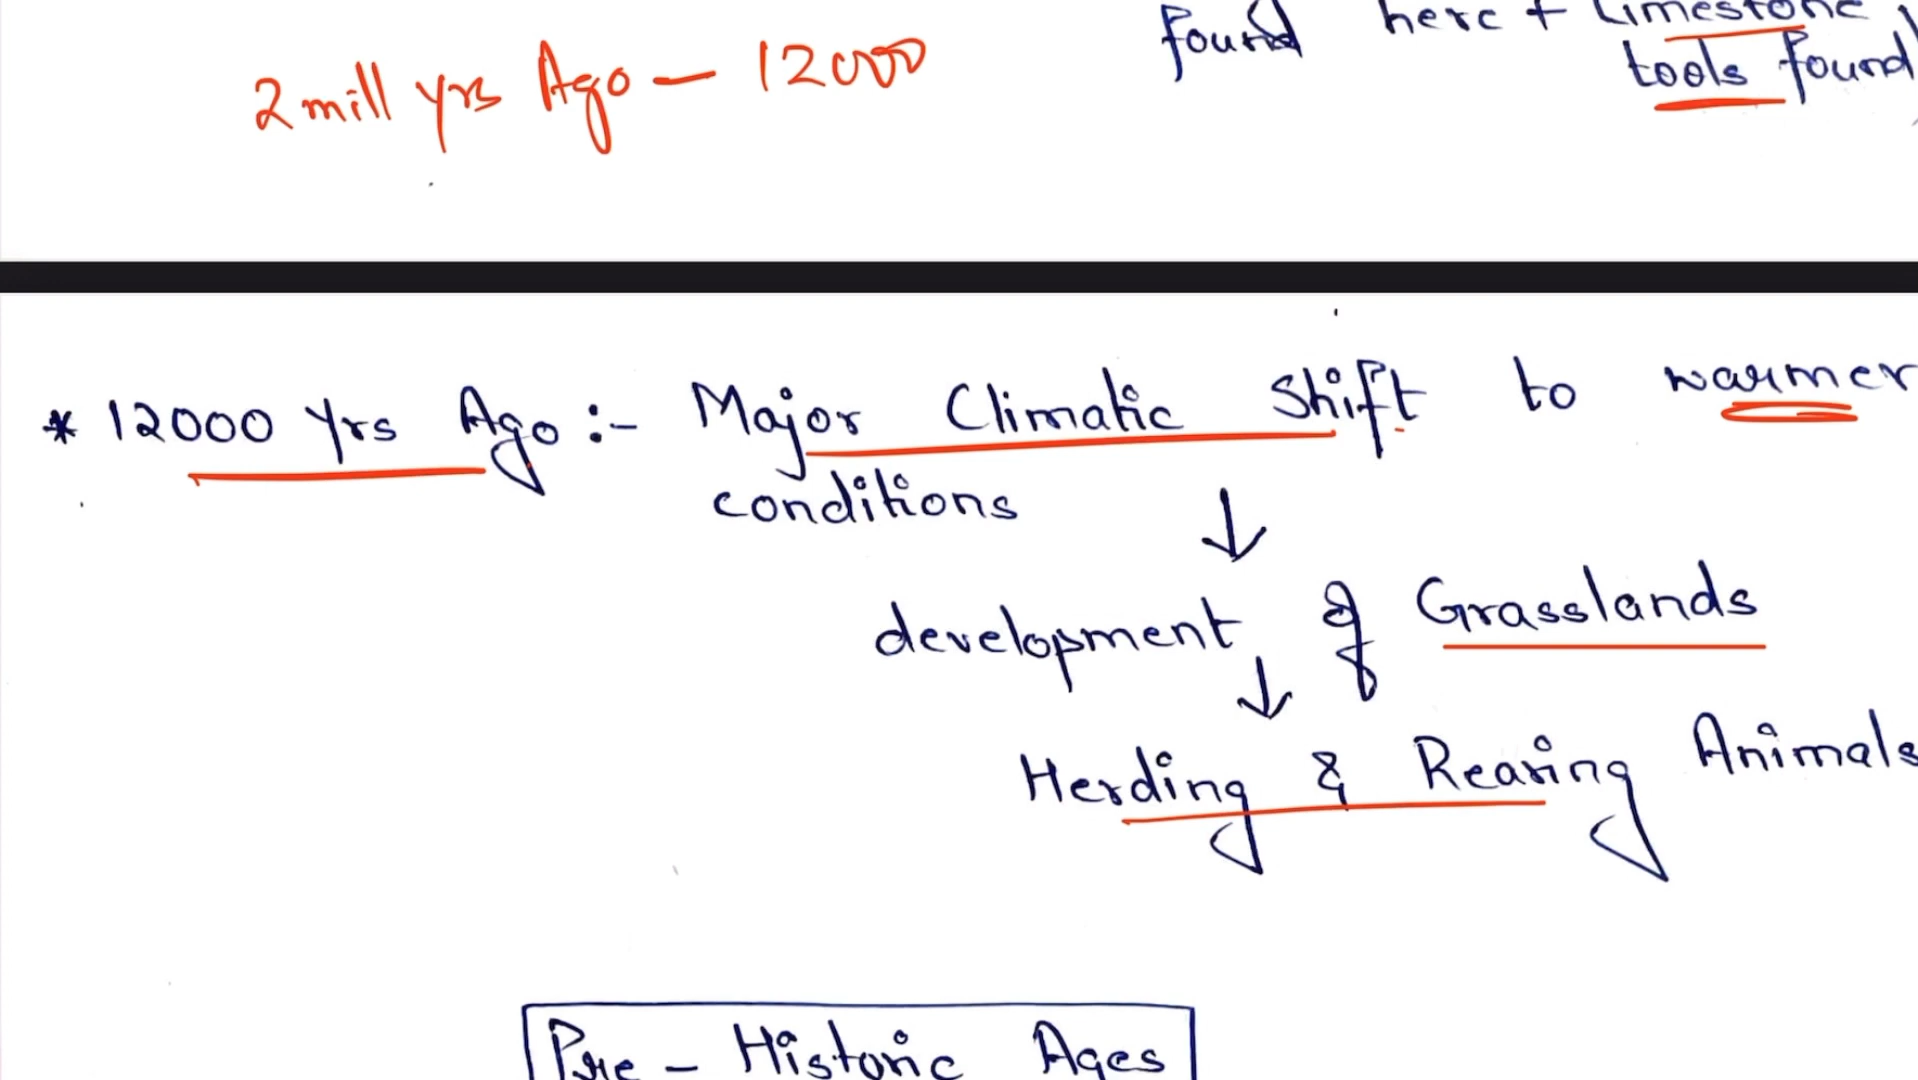 found here + Limestone
tools found
2 mill yrs Ago — 12000
* 12000 Yrs Ago :- Major Climatic Shift to warmer
conditions
↓
development of Grasslands
↓
Herding & Rearing Animals
Pre - Historic Ages